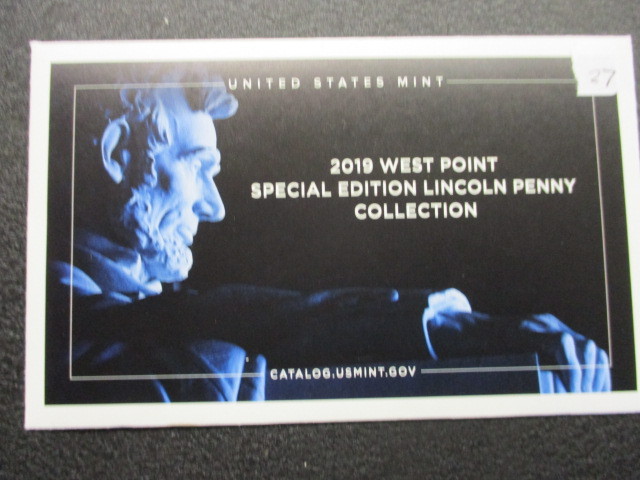 UNITED STATES MINT
27
2019 WEST POINT
SPECIAL EDITION LINCOLN PENNY
COLLECTION
CATALOG.USMINT.GOV